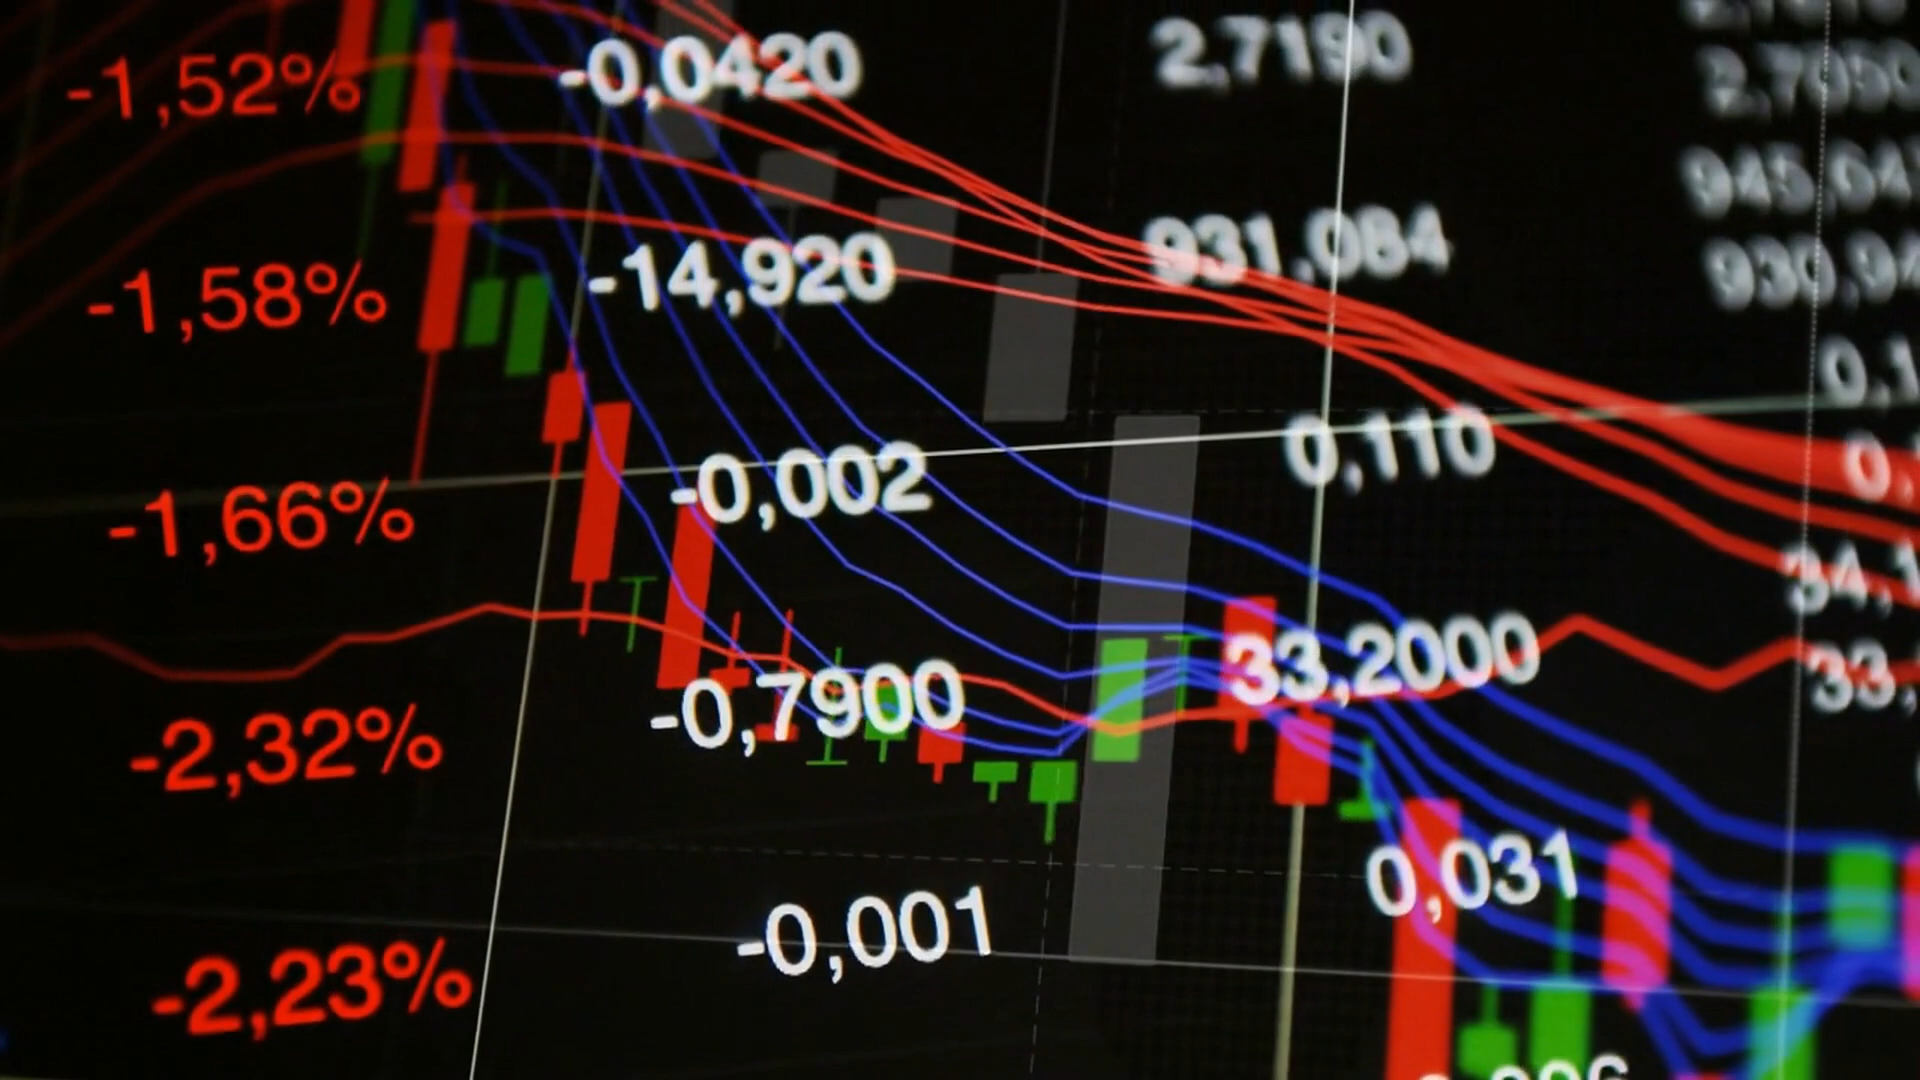 -1,52% -0,0420 2,7190
-1,58% -14,920 931,084
-1,66% -0,002 0,110
-2,32% -0,7900 33,2000
-2,23% -0,001 0,031